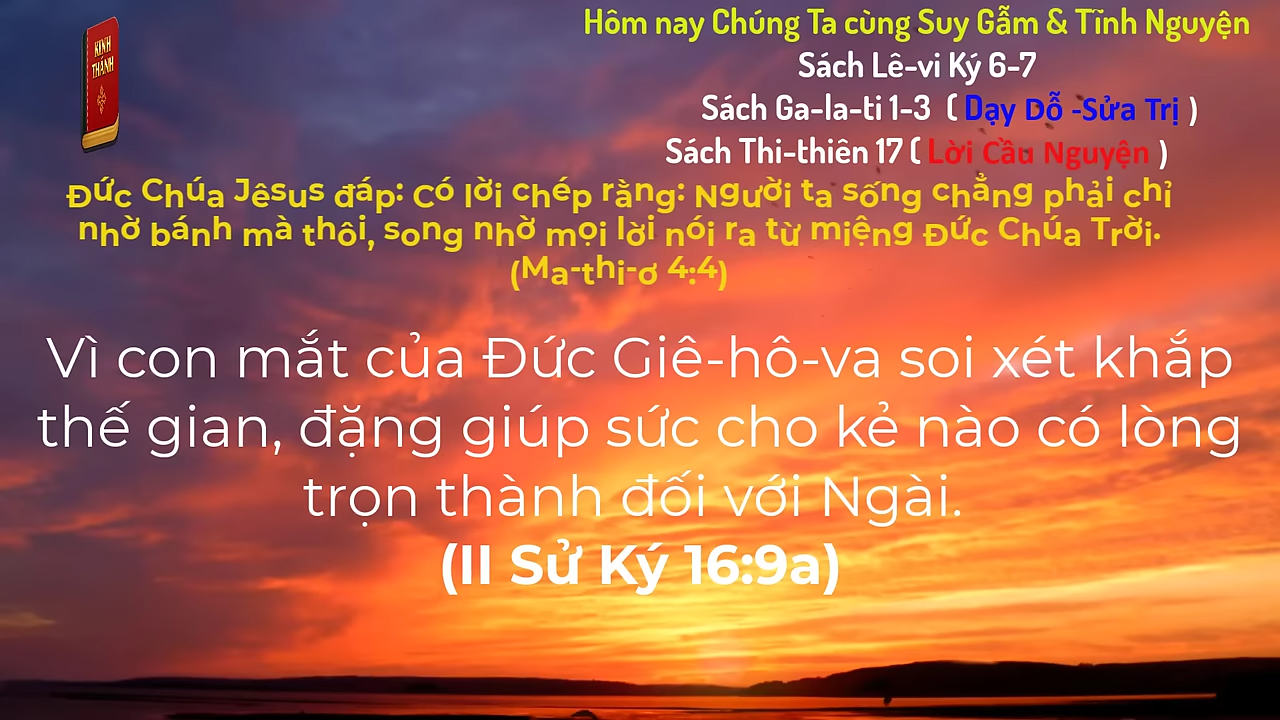 KINH
THÁNH
Hôm nay Chúng Ta cùng Suy Gẫm & Tĩnh Nguyện
Sách Lê-vi Ký 6-7
Sách Ga-la-ti 1-3 ( Dạy Dỗ -Sửa Trị )
Sách Thi-thiên 17 ( Lời Cầu Nguyện )
Đức Chúa Jêsus đáp: Có lời chép rằng: Người ta sống chẳng phải chỉ
nhờ bánh mà thôi, song nhờ mọi lời nói ra từ miệng Đức Chúa Trời.
(Ma-thi-ơ 4:4)
Vì con mắt của Đức Giê-hô-va soi xét khắp
thế gian, đặng giúp sức cho kẻ nào có lòng
trọn thành đối với Ngài.
(II Sử Ký 16:9a)